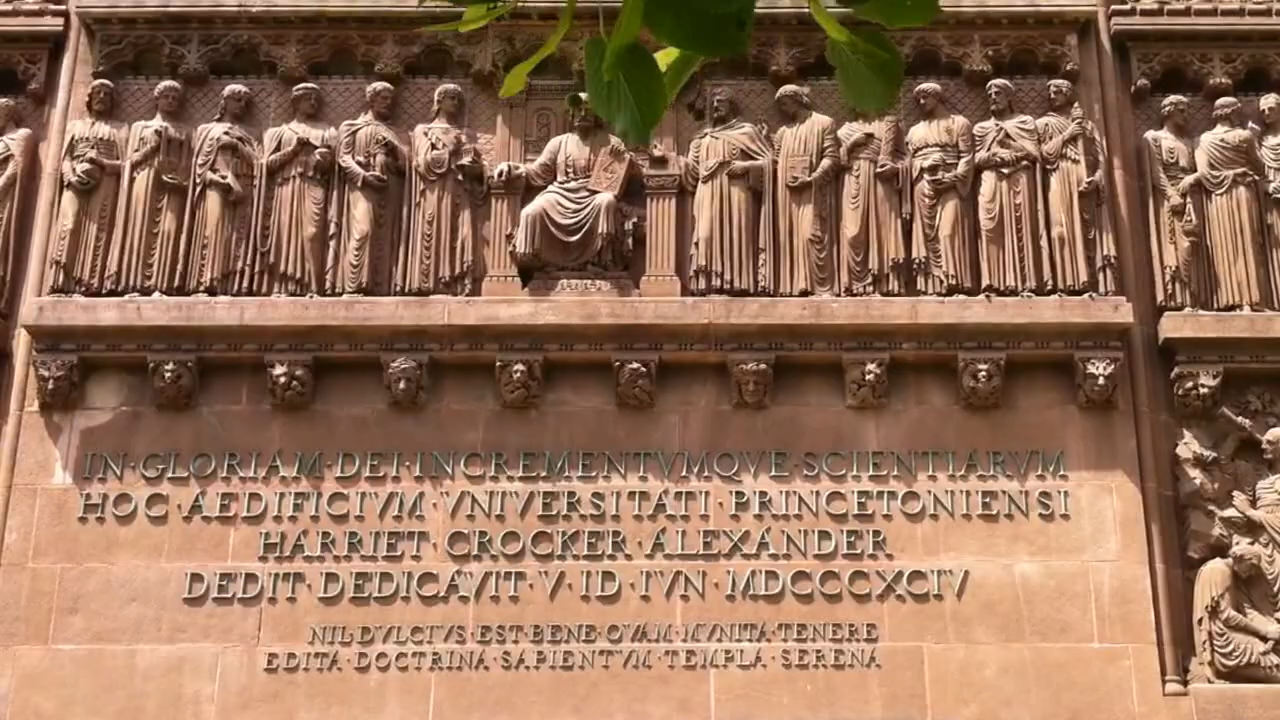 IN·GLORIAM·DEI·INCREMENTVMQVE·SCIENTIARVM
HOC·AEDIFICIVM·VNIVERSITATI·PRINCETONIENSI
HARRIET·CROCKER·ALEXANDER
DEDIT·DEDICAVIT·V·ID·IVN·MDCCCXCIV
NIL·DVLCIVS·EST·BENE·QVAM·MVNITA·TENERE
EDITA·DOCTRINA·SAPIENTVM·TEMPLA·SERENA